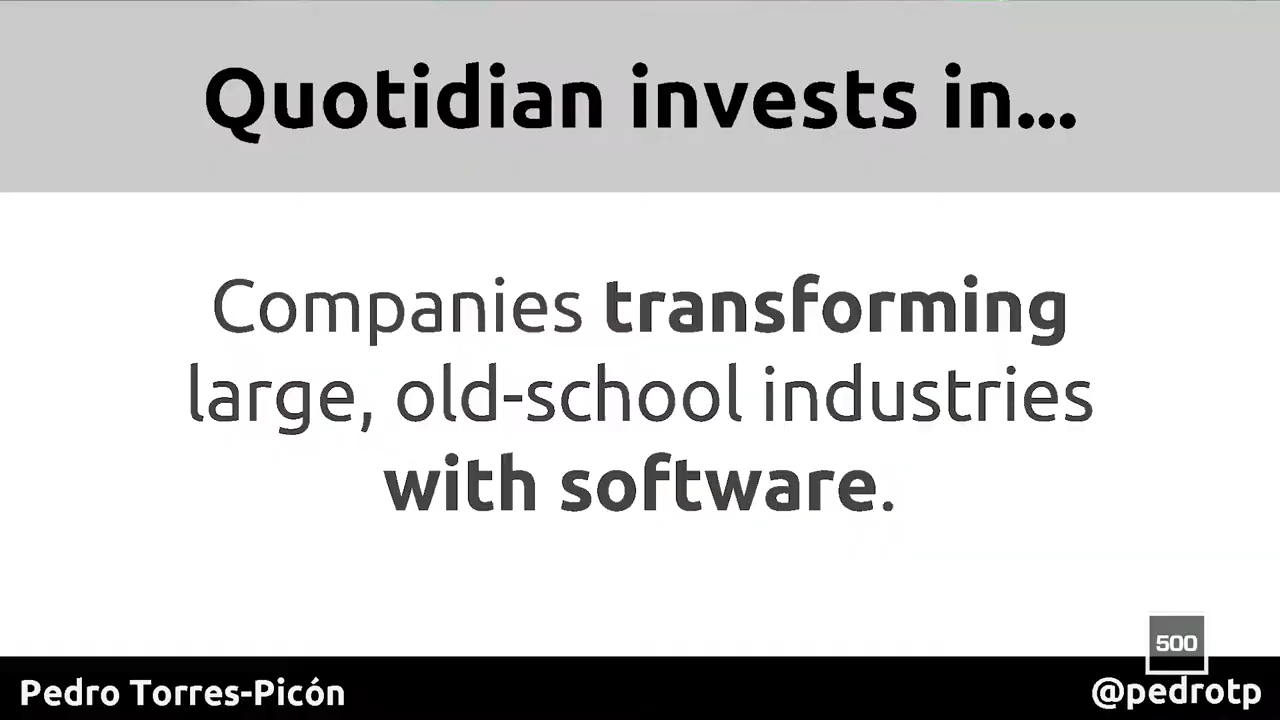 Quotidian invests in...
Companies transforming
large, old-school industries
with software.
500
Pedro Torres-Picón
@pedrotp